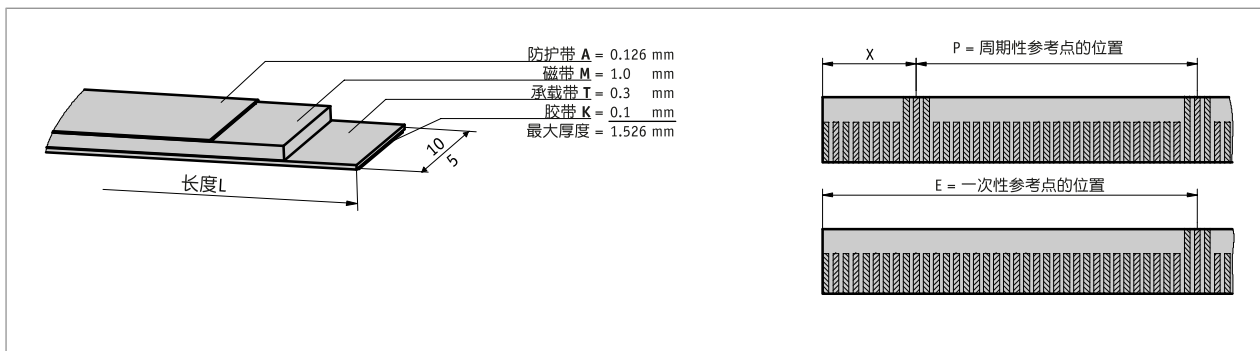 防护带 A = 0.126 mm
磁带 M = 1.0 mm
承载带 T = 0.3 mm
胶带 K = 0.1 mm
最大厚度 = 1.526 mm
10
5
长度L
X
P = 周期性参考点的位置
E = 一次性参考点的位置